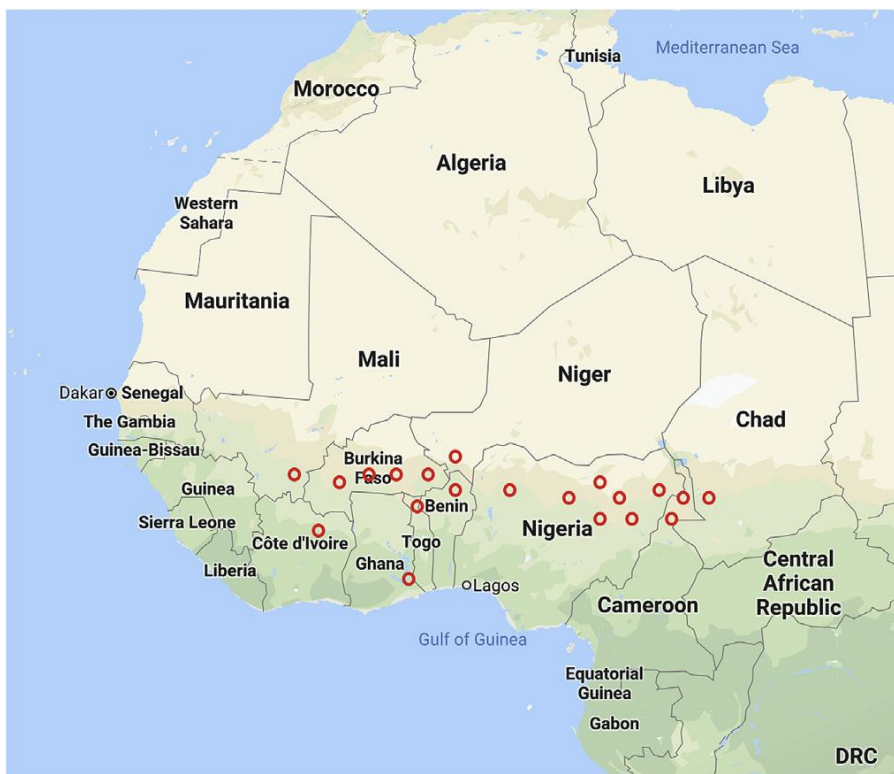 Mediterranean Sea
Tunisia
Morocco
Algeria
Libya
Western
Sahara
Mauritania
Mali
Niger
Chad
Dakar
Senegal
The Gambia
Guinea-Bissau
Burkina
Faso
Guinea
Benin
Sierra Leone
Nigeria
Côte d'Ivoire
Togo
Liberia
Ghana
Lagos
Central
African
Republic
Cameroon
Gulf of Guinea
Equatorial
Guinea
Gabon
DRC